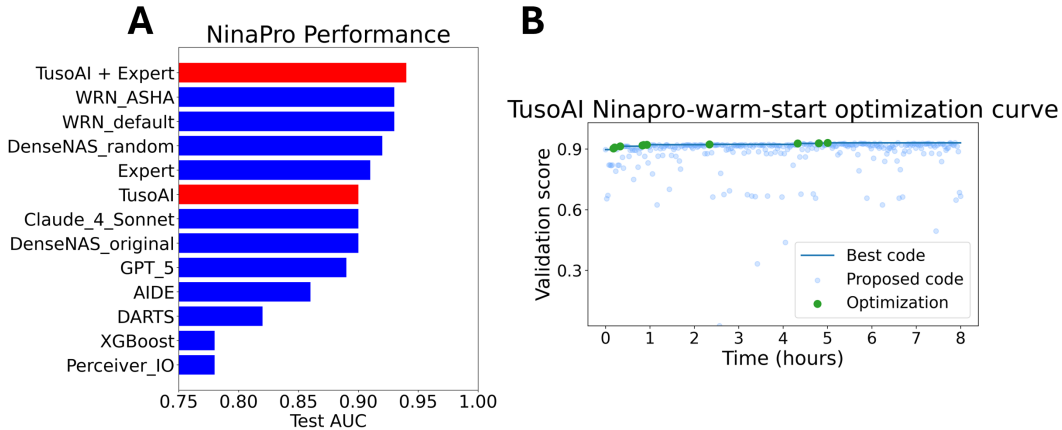 A
NinaPro Performance
TusoAI + Expert
WRN_ASHA
WRN_default
DenseNAS_random
Expert
TusoAI
Claude_4_Sonnet
DenseNAS_original
GPT_5
AIDE
DARTS
XGBoost
Perceiver_IO
0.75 0.80 0.85 0.90 0.95 1.00
Test AUC
B
TusoAI Ninapro-warm-start optimization curve
Validation score
0.9
0.6
0.3
Best code
Proposed code
Optimization
0 1 2 3 4 5 6 7 8
Time (hours)